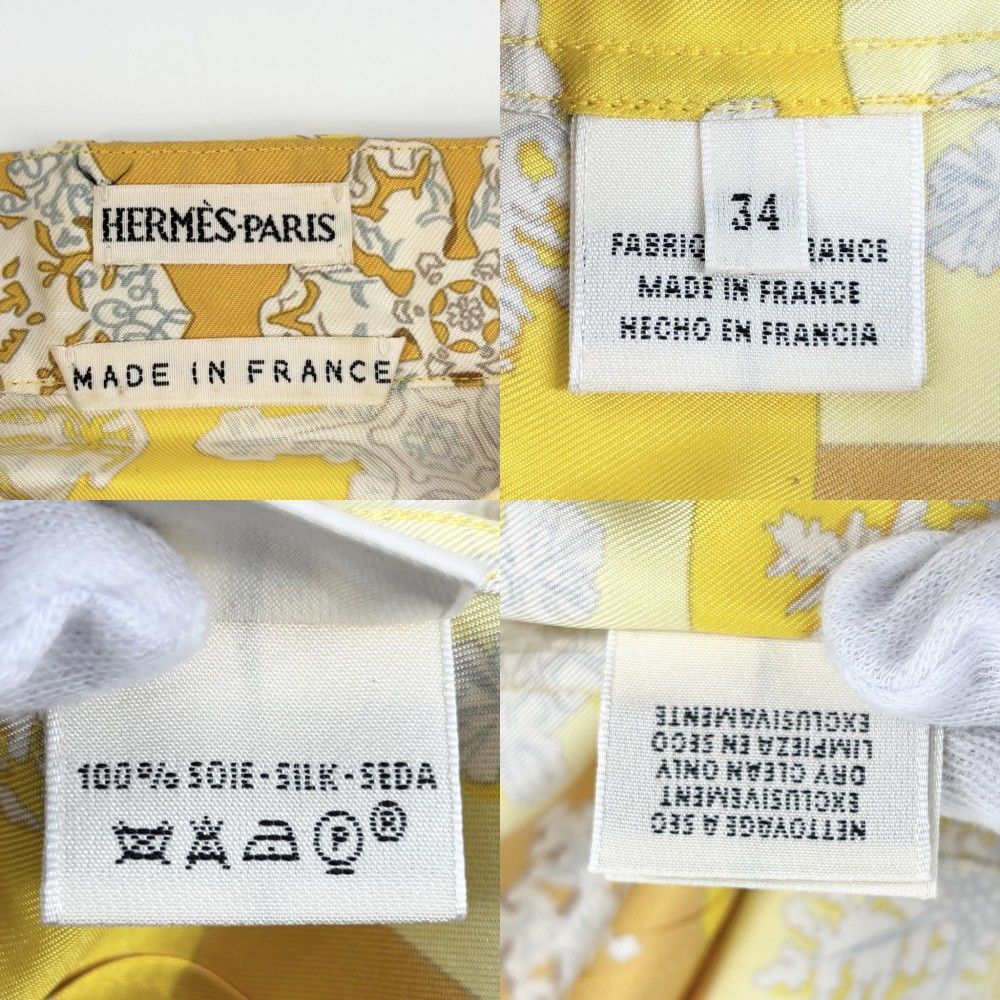 HERMÈS-PARIS
MADE IN FRANCE
34
FABRIQ RANCE
MADE IN FRANCE
HECHO EN FRANCIA
100% SOIE-SILK-SEDA
P R
NETTOYAGE A SEC
EXCLUSIVEMENT
DRY CLEAN ONLY
LIMPIEZA EN SECO
EXCLUSIVAMENTE